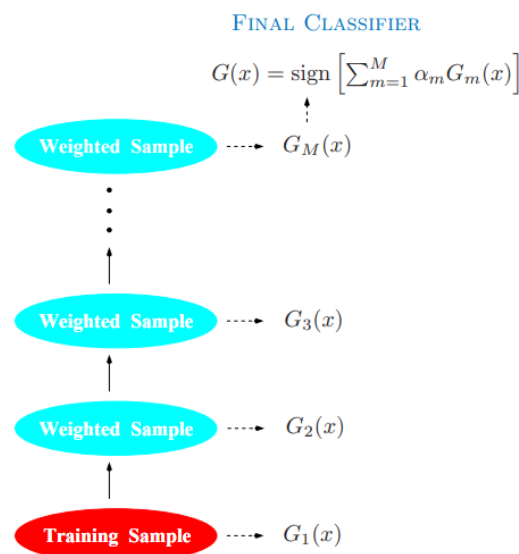 FINAL CLASSIFIER
G(x) = sign [∑_{m=1}^{M} α_m G_m(x)]
Weighted Sample G_M(x)
Weighted Sample G_3(x)
Weighted Sample G_2(x)
Training Sample G_1(x)